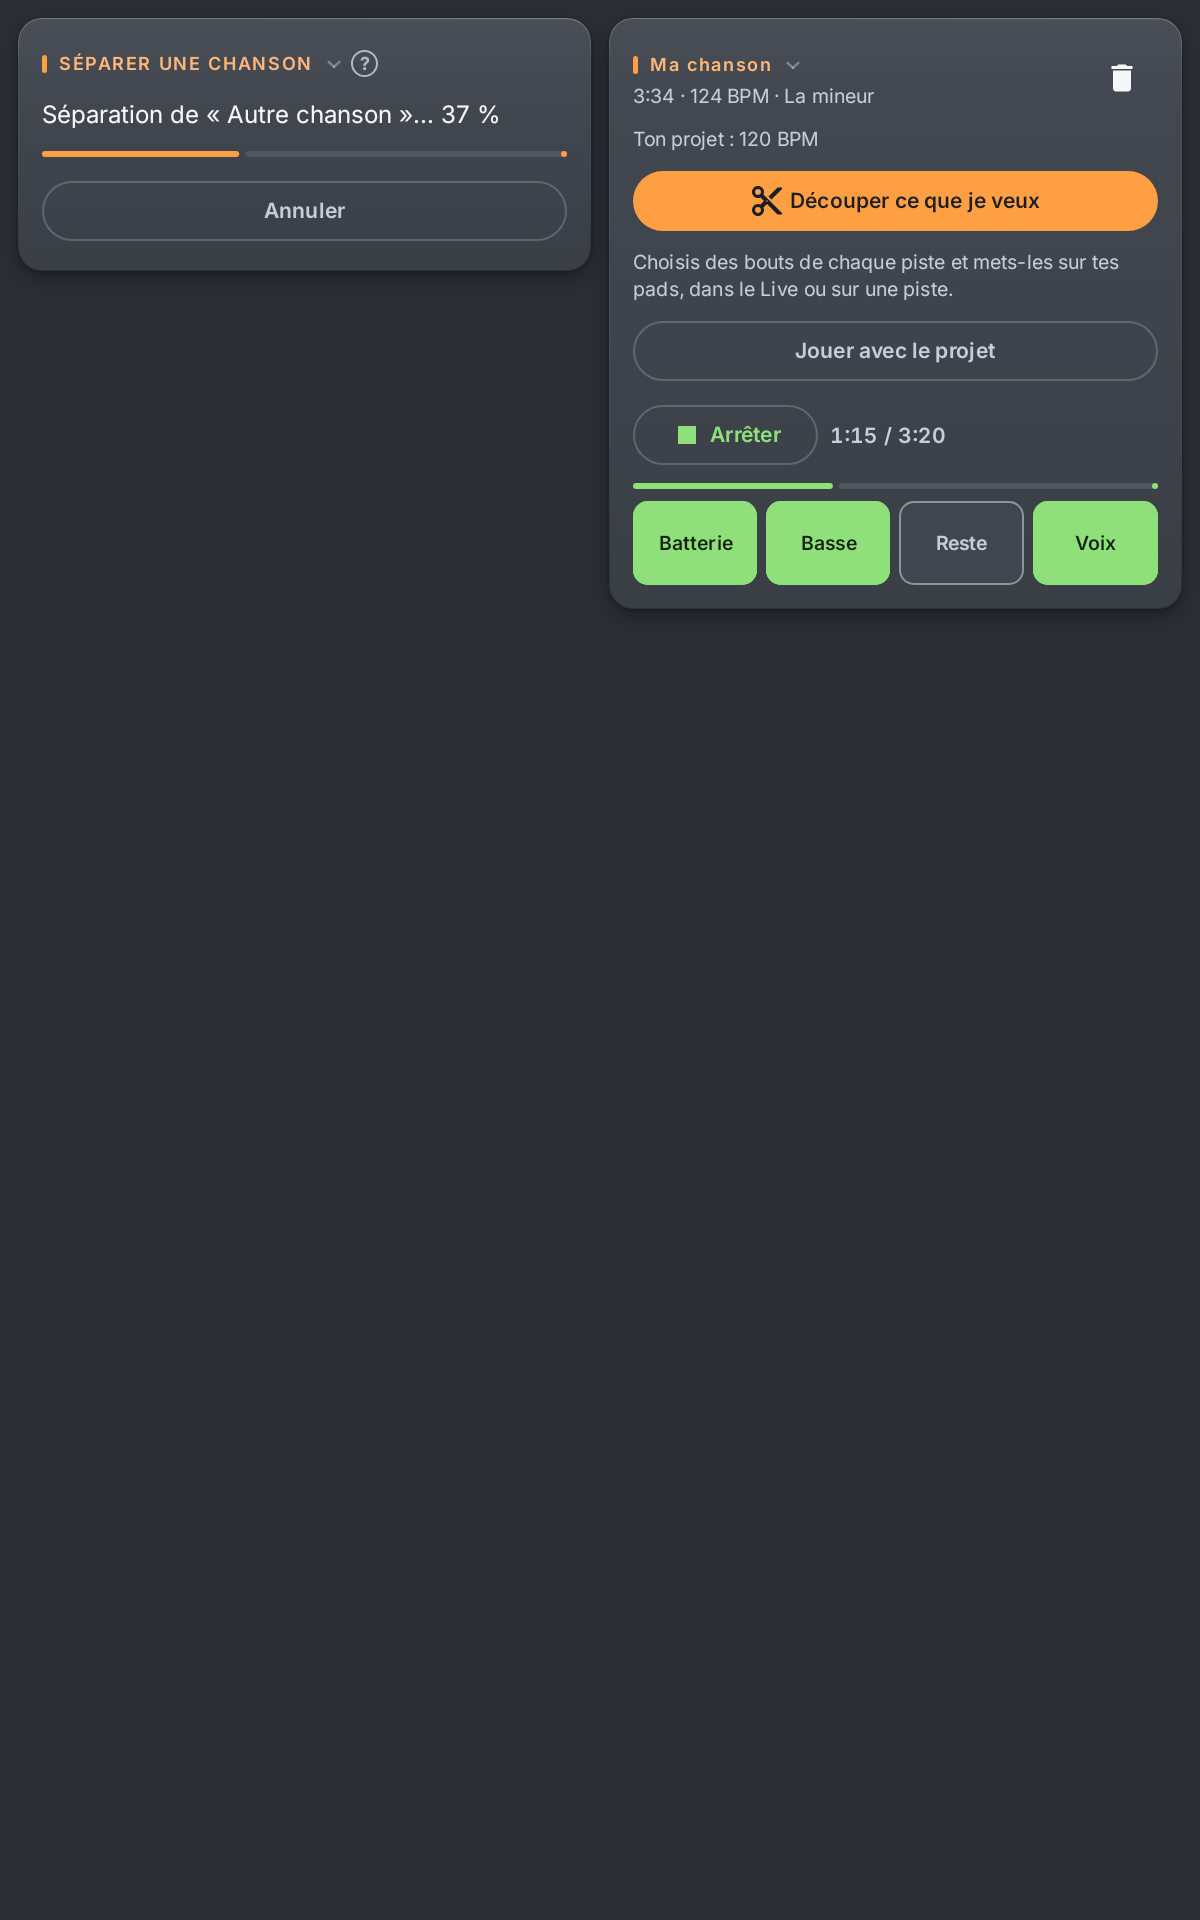 SÉPARER UNE CHANSON ?
Séparation de « Autre chanson »... 37 %
Annuler
Ma chanson
3:34 · 124 BPM · La mineur
Ton projet : 120 BPM
Découper ce que je veux
Choisis des bouts de chaque piste et mets-les sur tes
pads, dans le Live ou sur une piste.
Jouer avec le projet
Arrêter 1:15 / 3:20
Batterie Basse Reste Voix